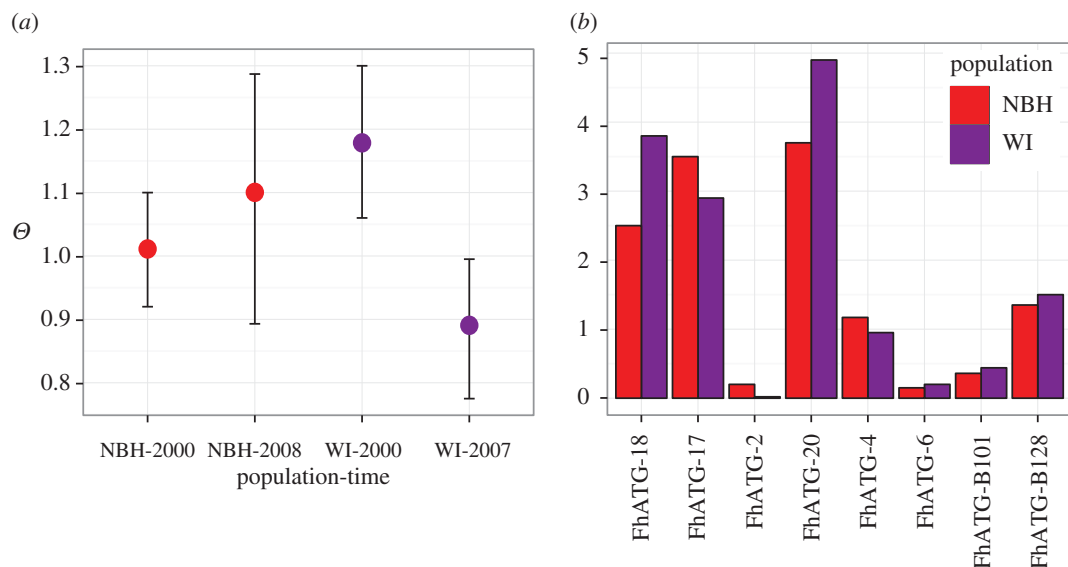 (a)
1.3
1.2
1.1
1.0
0.9
0.8
Θ
NBH-2000 NBH-2008 WI-2000 WI-2007
population-time
(b)
5
4
3
2
1
0
population
NBH
WI
FhATG-18
FhATG-17
FhATG-2
FhATG-20
FhATG-4
FhATG-6
FhATG-B101
FhATG-B128